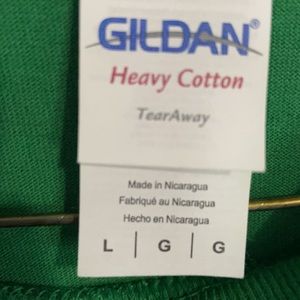 GILDAN®
Heavy Cotton
TearAway
Made in Nicaragua
Fabriqué au Nicaragua
Hecho en Nicaragua
L | G | G